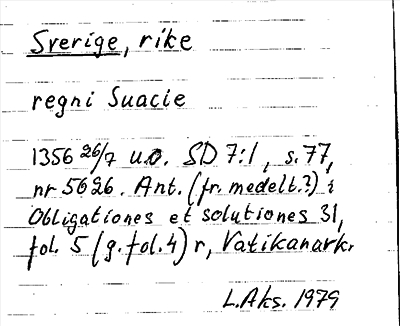 Sverige, rike
regni Suacie
1356 26/7 u.o. SD 7:1, s. 77,
nr 5626. Ant. (fr. medelt.?) i
Obligationes et solutiones 31,
fol. 5 (g. fol. 4) r, Vatikanark.
L. Aks. 1979